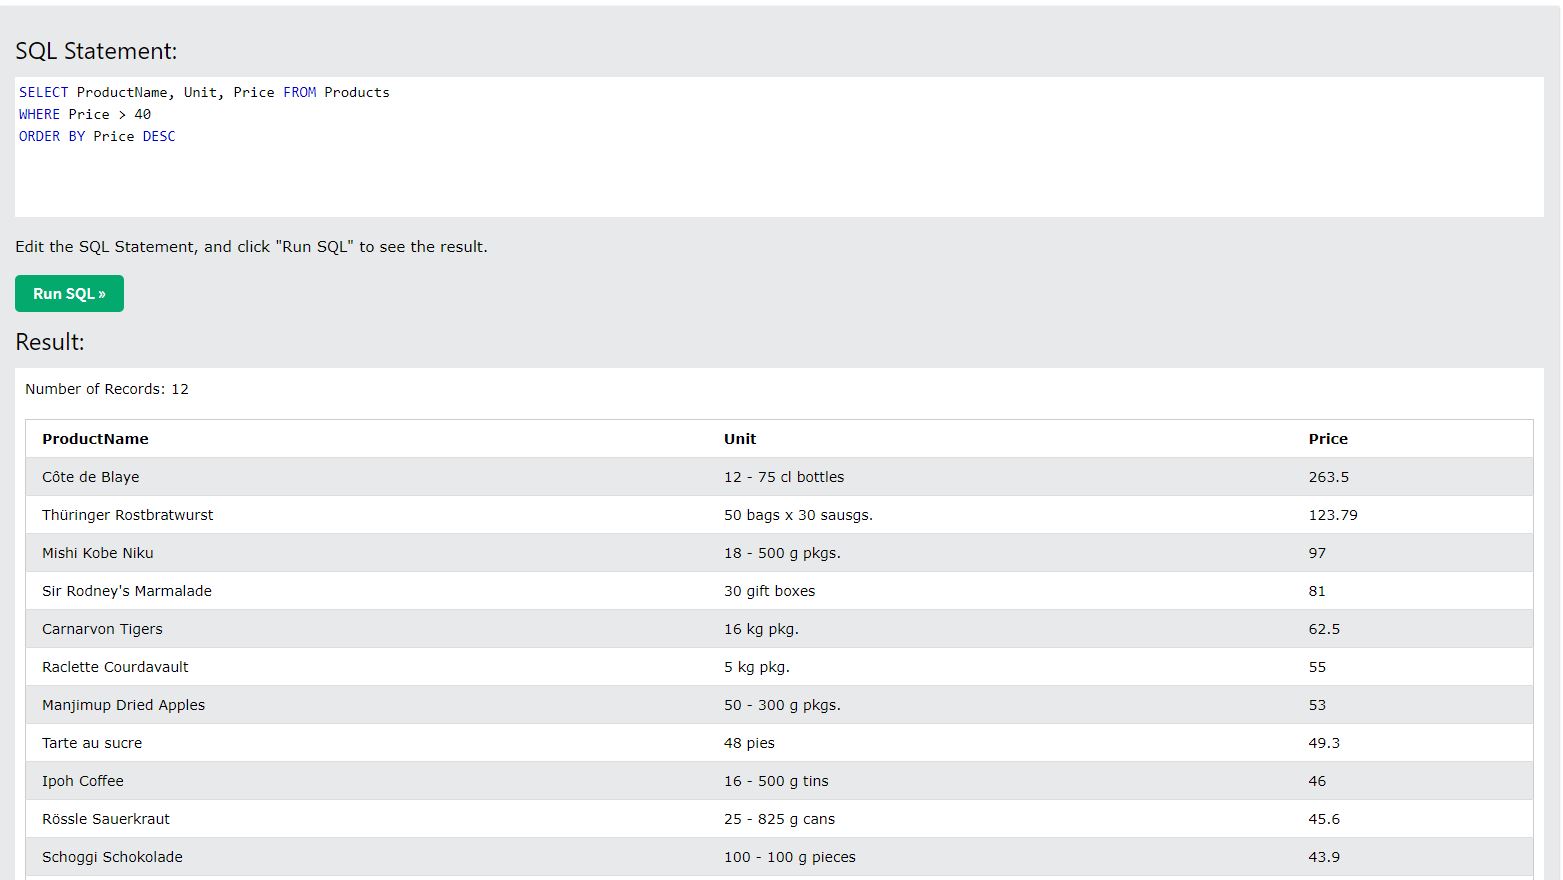 SQL Statement:
SELECT ProductName, Unit, Price FROM Products
WHERE Price > 40
ORDER BY Price DESC
Edit the SQL Statement, and click "Run SQL" to see the result.
Run SQL »
Result:
Number of Records: 12
ProductName Unit Price
Côte de Blaye 12 - 75 cl bottles 263.5
Thüringer Rostbratwurst 50 bags x 30 sausgs. 123.79
Mishi Kobe Niku 18 - 500 g pkgs. 97
Sir Rodney's Marmalade 30 gift boxes 81
Carnarvon Tigers 16 kg pkg. 62.5
Raclette Courdavault 5 kg pkg. 55
Manjimup Dried Apples 50 - 300 g pkgs. 53
Tarte au sucre 48 pies 49.3
Ipoh Coffee 16 - 500 g tins 46
Rössle Sauerkraut 25 - 825 g cans 45.6
Schoggi Schokolade 100 - 100 g pieces 43.9